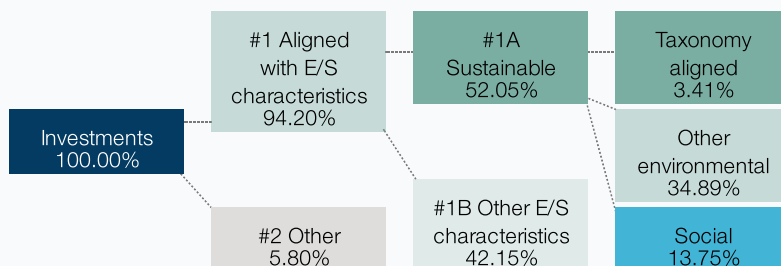 Investments
100.00%
#1 Aligned
with E/S
characteristics
94.20%
#2 Other
5.80%
#1A
Sustainable
52.05%
#1B Other E/S
characteristics
42.15%
Taxonomy
aligned
3.41%
Other
environmental
34.89%
Social
13.75%